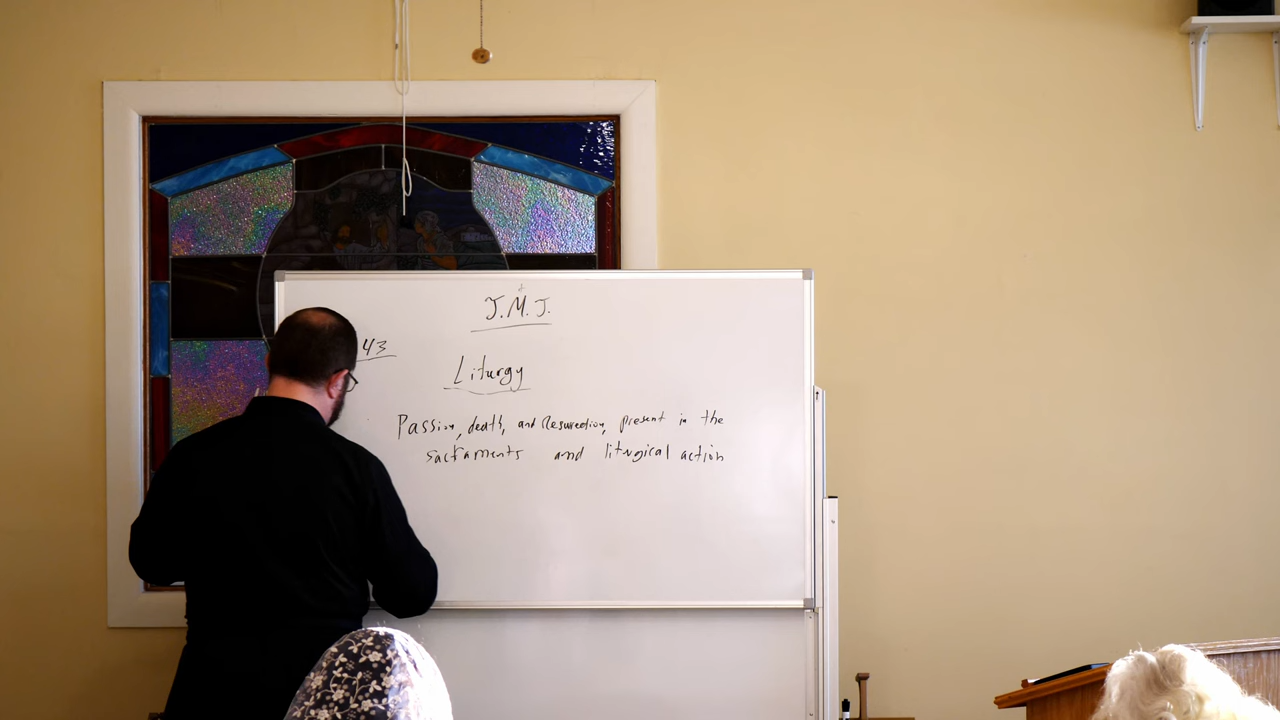 J.M.J.
43
Liturgy
Passion, death, and Resurrection, present in the
sacraments and liturgical action